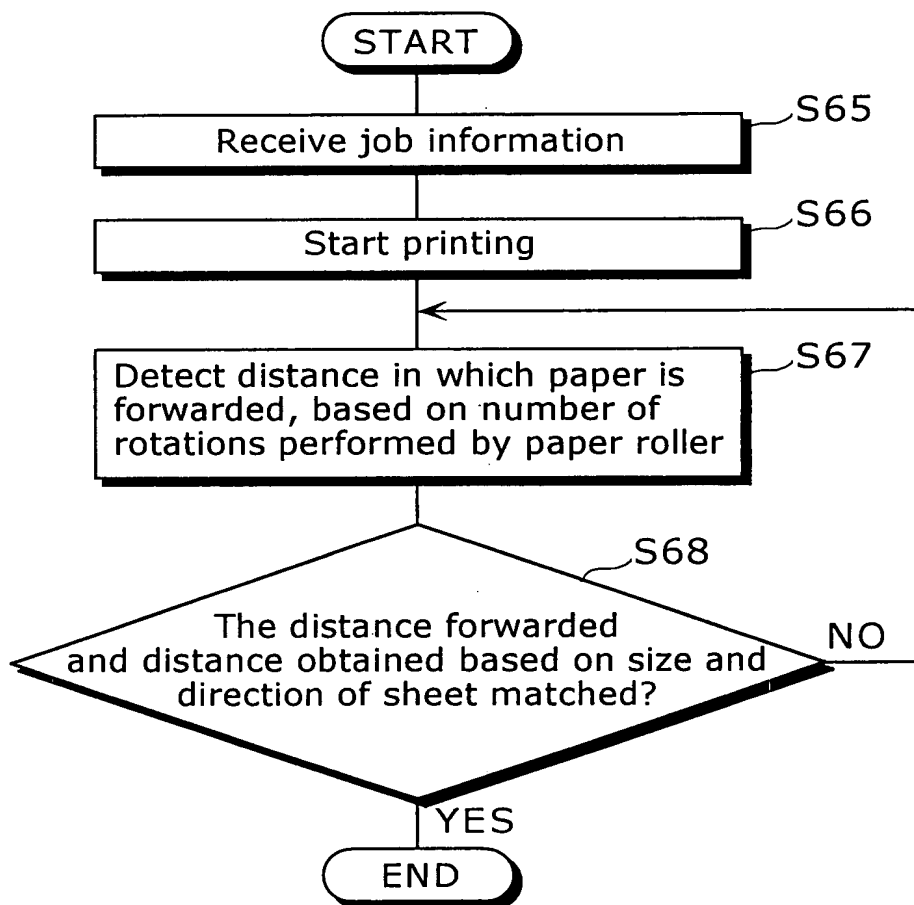 START
S65
Receive job information
S66
Start printing
S67
Detect distance in which paper is
forwarded, based on number of
rotations performed by paper roller
S68
The distance forwarded
and distance obtained based on size and
direction of sheet matched?
NO
YES
END